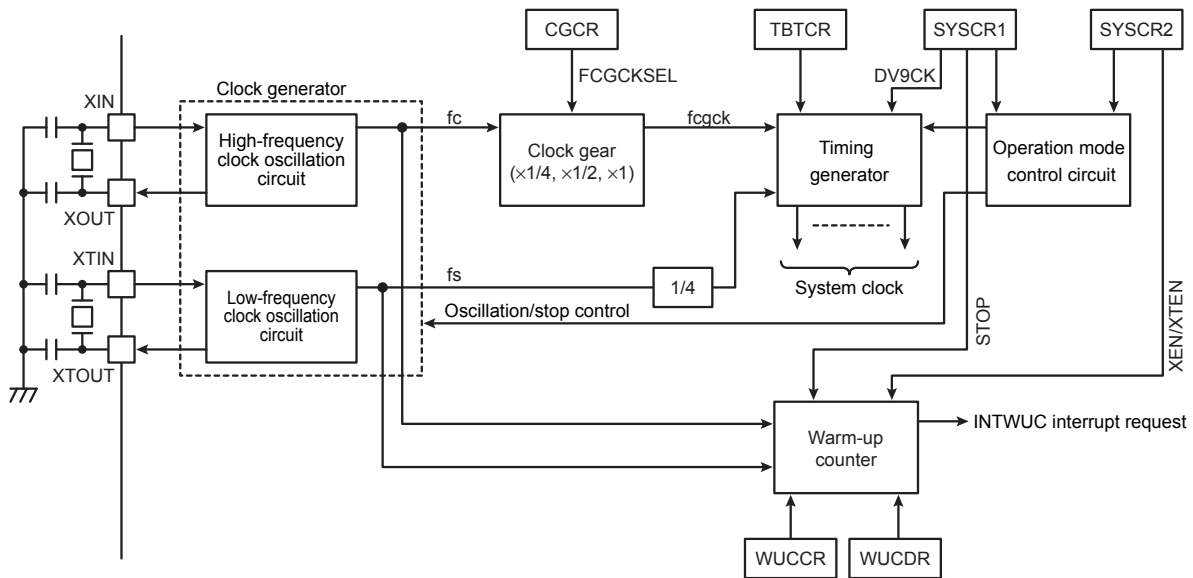 CGCR
TBTCR
SYSCR1
SYSCR2
FCGCKSEL
DV9CK
Clock generator
XIN
High-frequency
clock oscillation
circuit
fc
Clock gear
(×1/4, ×1/2, ×1)
fcgck
Timing
generator
Operation mode
control circuit
XOUT
XTIN
Low-frequency
clock oscillation
circuit
fs
1/4
System clock
Oscillation/stop control
STOP
XEN/XTEN
XTOUT
Warm-up
counter
INTWUC interrupt request
WUCCR
WUCDR